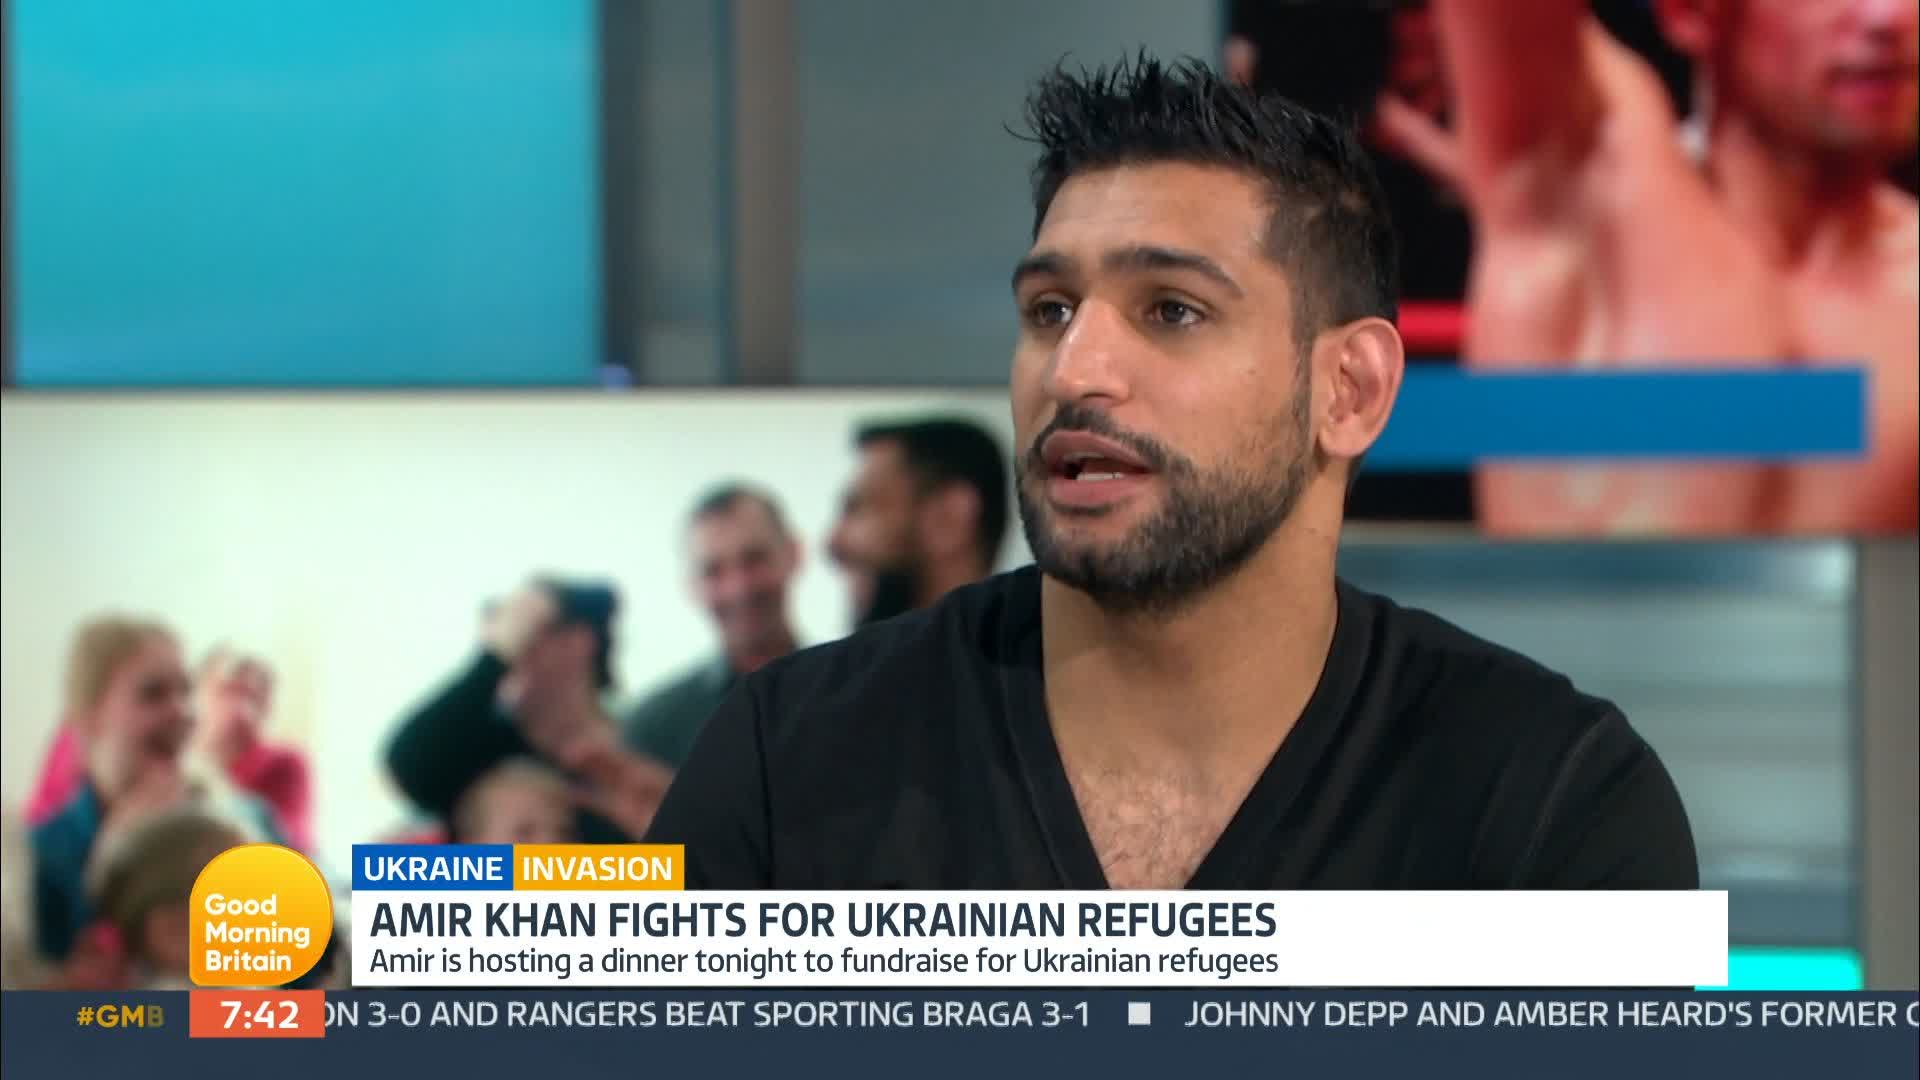 UKRAINE INVASION
AMIR KHAN FIGHTS FOR UKRAINIAN REFUGEES
Amir is hosting a dinner tonight to fundraise for Ukrainian refugees
Good
Morning
Britain
#GMB 7:42 ON 3-0 AND RANGERS BEAT SPORTING BRAGA 3-1 ■ JOHNNY DEPP AND AMBER HEARD'S FORMER